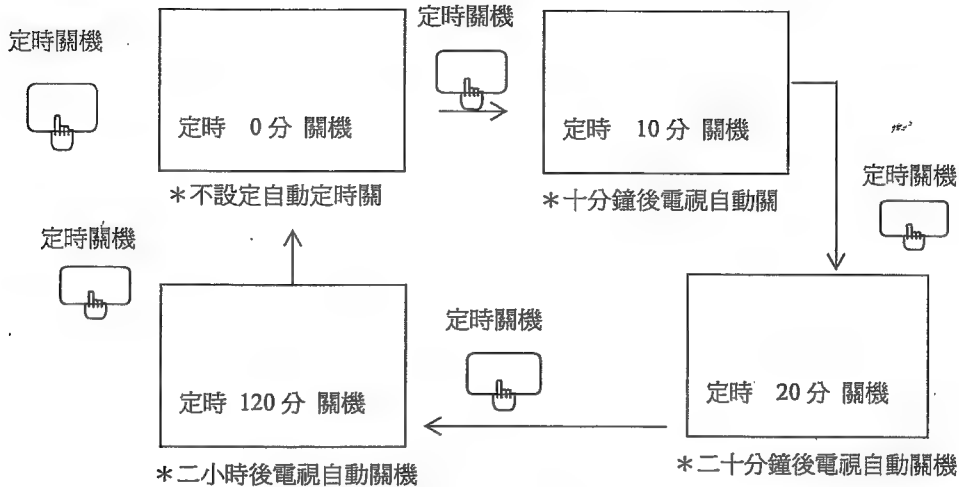 定時關機
定時 0分 關機
＊不設定自動定時關
定時關機
定時 10分 關機
＊十分鐘後電視自動關
定時關機
定時 20分 關機
＊二十分鐘後電視自動關機
定時關機
定時 120分 關機
＊二小時後電視自動關機
定時關機